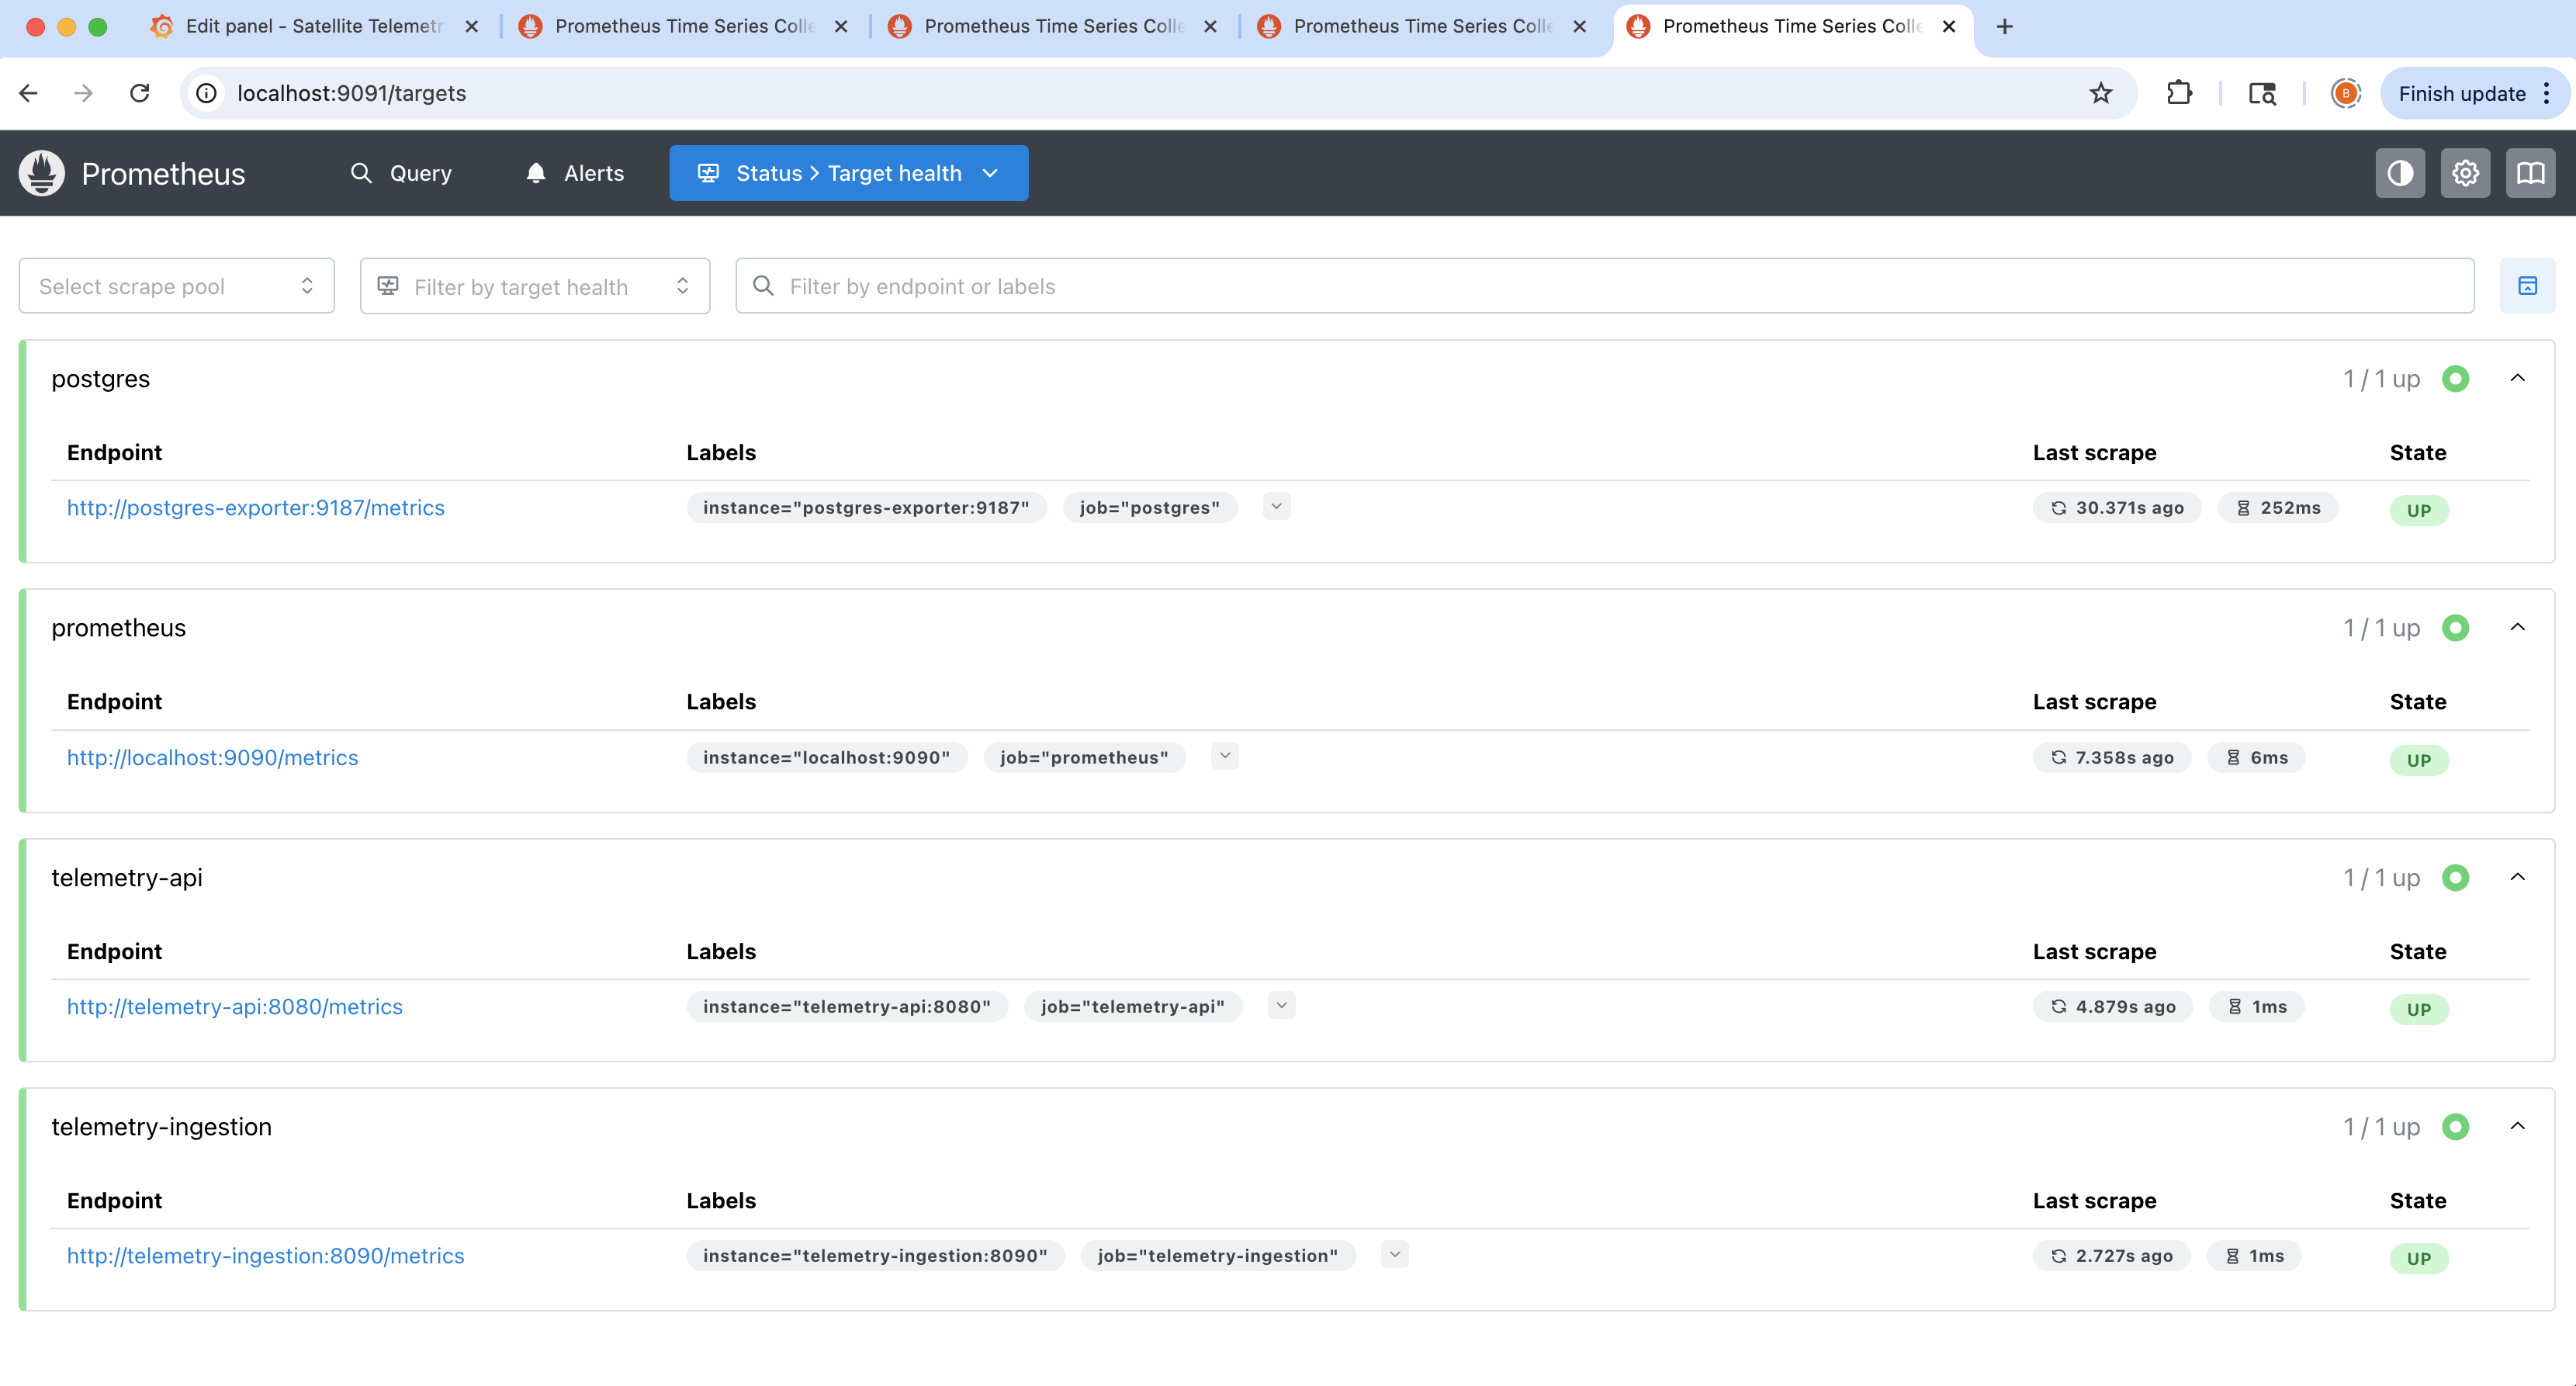 Edit panel - Satellite Telemetr
Prometheus Time Series Colle
Prometheus Time Series Colle
Prometheus Time Series Colle
Prometheus Time Series Colle
localhost:9091/targets
B
Finish update
Prometheus
Query
Alerts
Status > Target health
Select scrape pool
Filter by target health
Filter by endpoint or labels
postgres
1 / 1 up
Endpoint Labels Last scrape State
http://postgres-exporter:9187/metrics instance="postgres-exporter:9187" job="postgres" 30.371s ago 252ms UP
prometheus
1 / 1 up
Endpoint Labels Last scrape State
http://localhost:9090/metrics instance="localhost:9090" job="prometheus" 7.358s ago 6ms UP
telemetry-api
1 / 1 up
Endpoint Labels Last scrape State
http://telemetry-api:8080/metrics instance="telemetry-api:8080" job="telemetry-api" 4.879s ago 1ms UP
telemetry-ingestion
1 / 1 up
Endpoint Labels Last scrape State
http://telemetry-ingestion:8090/metrics instance="telemetry-ingestion:8090" job="telemetry-ingestion" 2.727s ago 1ms UP